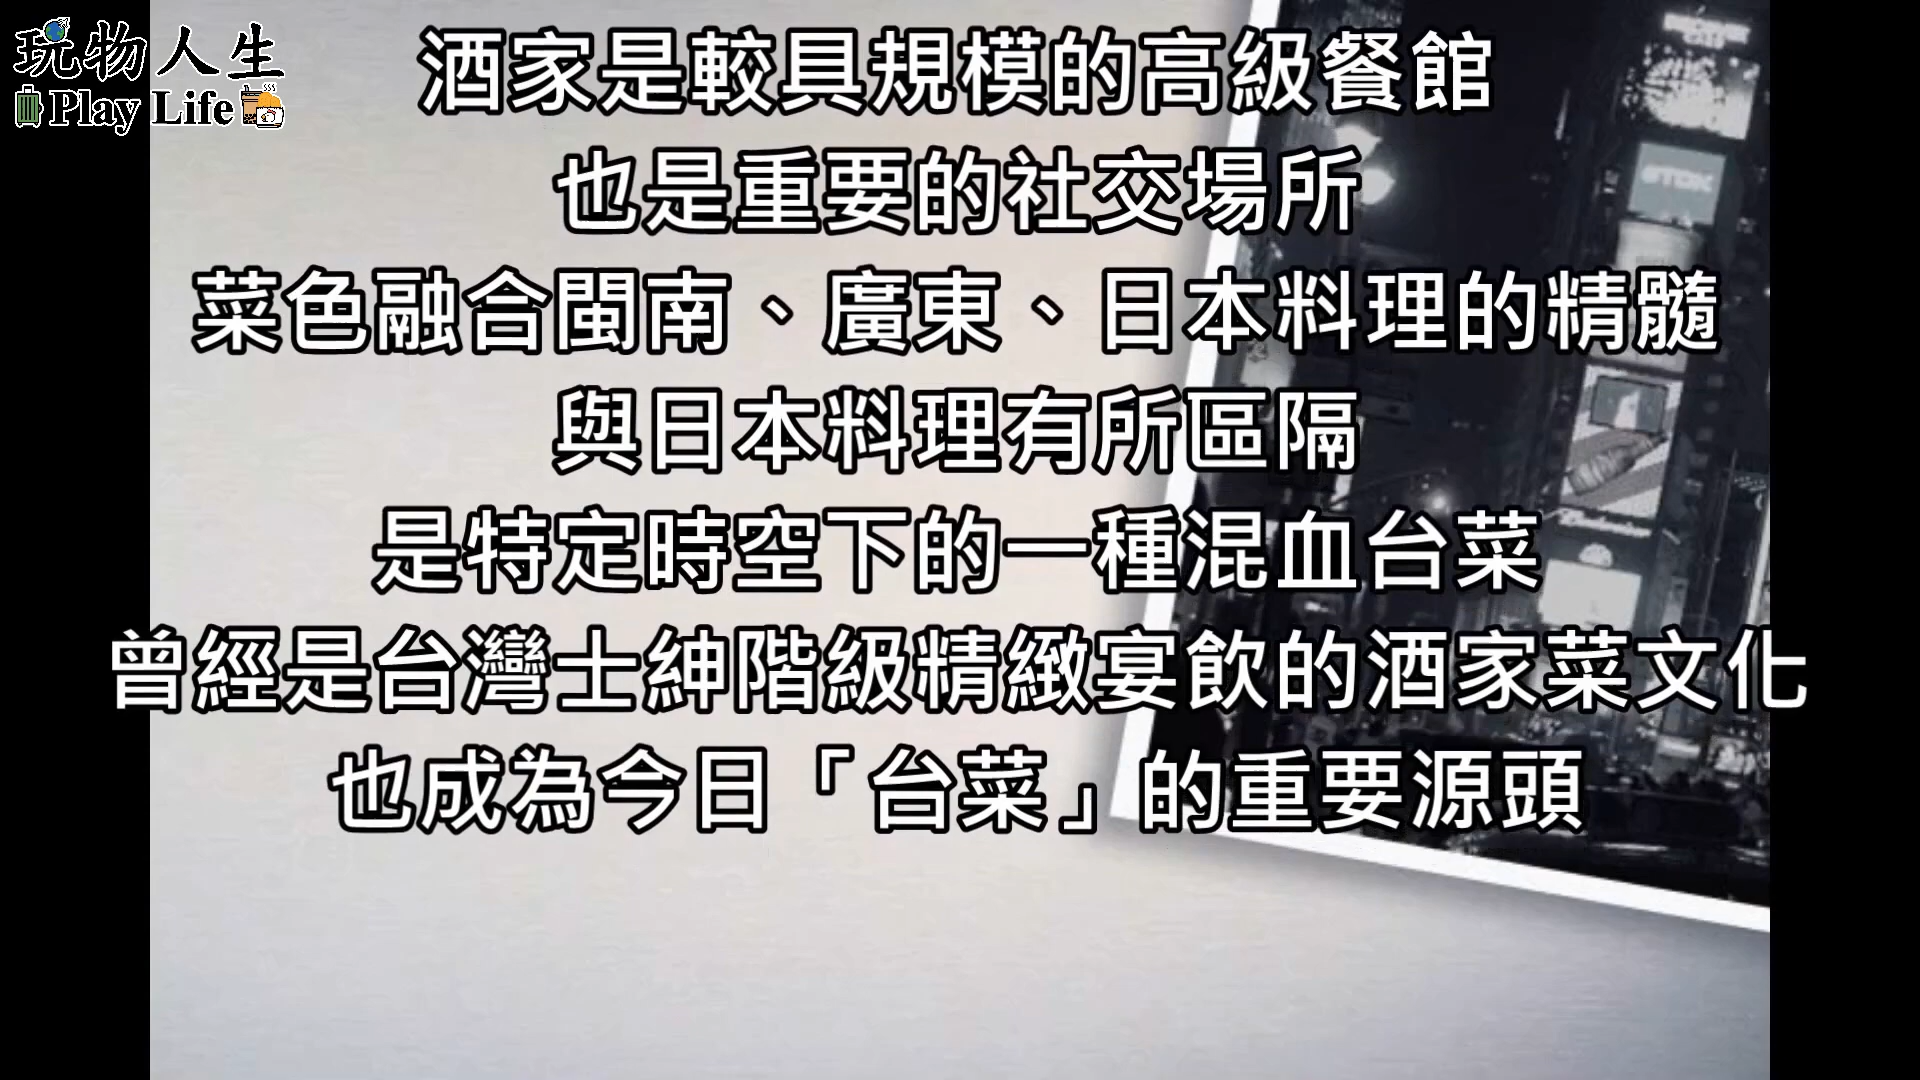 玩物人生
Play Life
酒家是較具規模的高級餐館
也是重要的社交場所
菜色融合閩南、廣東、日本料理的精髓
與日本料理有所區隔
是特定時空下的一種混血台菜
曾經是台灣士紳階級精緻宴飲的酒家菜文化
也成為今日「台菜」的重要源頭
TDK